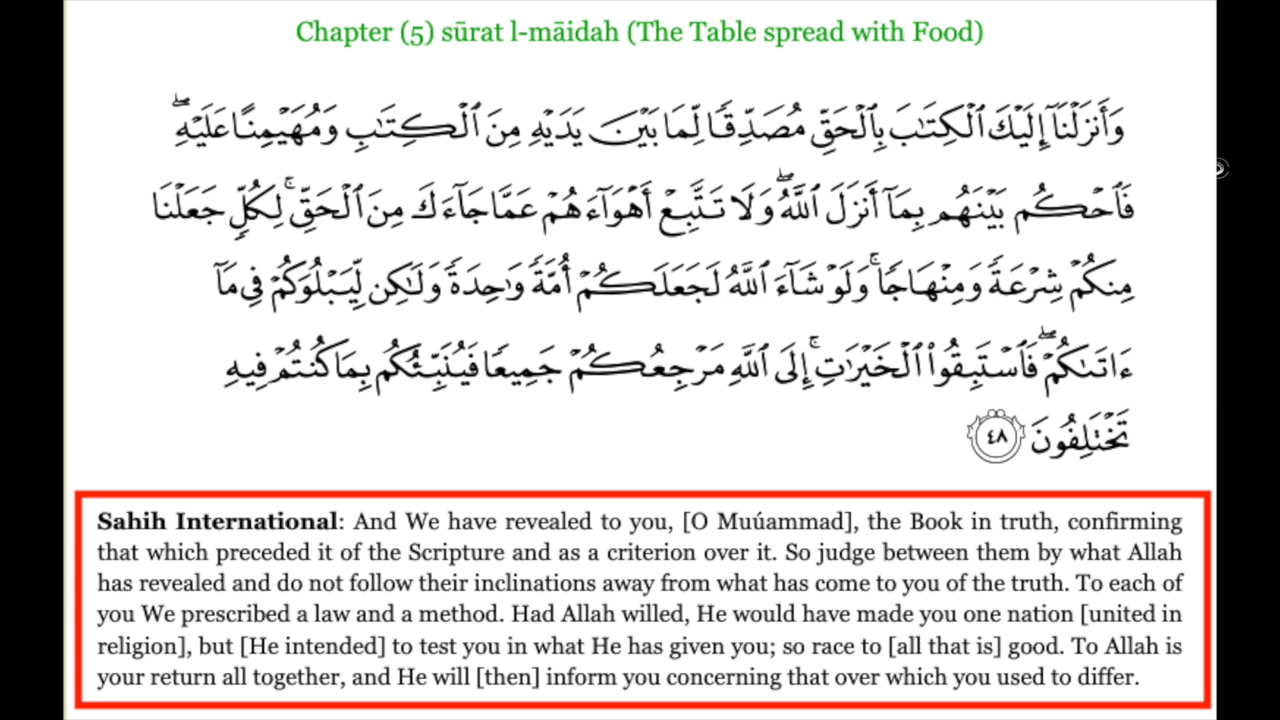 Chapter (5) sūrat l-māidah (The Table spread with Food)
وَأَنزَلْنَآ إِلَيْكَ ٱلْكِتَٰبَ بِٱلْحَقِّ مُصَدِّقًا لِّمَا بَيْنَ يَدَيْهِ مِنَ ٱلْكِتَٰبِ وَمُهَيْمِنًا عَلَيْهِ ۖ
فَٱحْكُم بَيْنَهُم بِمَآ أَنزَلَ ٱللَّهُ ۖ وَلَا تَتَّبِعْ أَهْوَآءَهُمْ عَمَّا جَآءَكَ مِنَ ٱلْحَقِّ ۚ لِكُلٍّ جَعَلْنَا
مِنكُمْ شِرْعَةً وَمِنْهَاجًا ۚ وَلَوْ شَآءَ ٱللَّهُ لَجَعَلَكُمْ أُمَّةً وَٰحِدَةً وَلَٰكِن لِّيَبْلُوَكُمْ فِى مَآ
ءَاتَىٰكُمْ ۖ فَٱسْتَبِقُوا۟ ٱلْخَيْرَٰتِ ۚ إِلَى ٱللَّهِ مَرْجِعُكُمْ جَمِيعًا فَيُنَبِّئُكُم بِمَا كُنتُمْ فِيهِ
تَخْتَلِفُونَ ٤٨
Sahih International: And We have revealed to you, [O Muúammad], the Book in truth, confirming
that which preceded it of the Scripture and as a criterion over it. So judge between them by what Allah
has revealed and do not follow their inclinations away from what has come to you of the truth. To each of
you We prescribed a law and a method. Had Allah willed, He would have made you one nation [united in
religion], but [He intended] to test you in what He has given you; so race to [all that is] good. To Allah is
your return all together, and He will [then] inform you concerning that over which you used to differ.